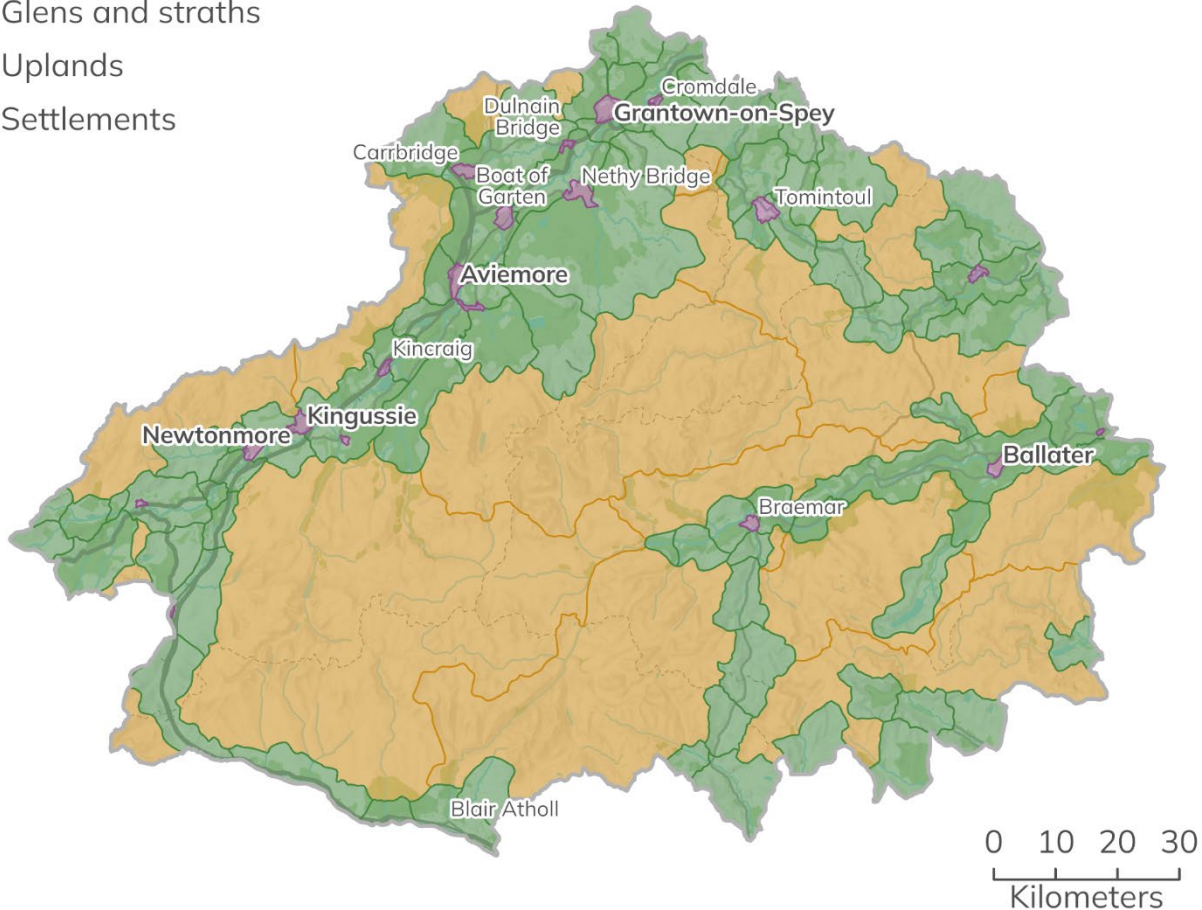 Glens and straths
Uplands
Settlements
Cromdale
Dulnain
Bridge
Grantown-on-Spey
Carrbridge
Boat of
Garten
Nethy Bridge
Tomintoul
Aviemore
Kincraig
Kingussie
Newtonmore
Ballater
Braemar
Blair Atholl
0 10 20 30
Kilometers